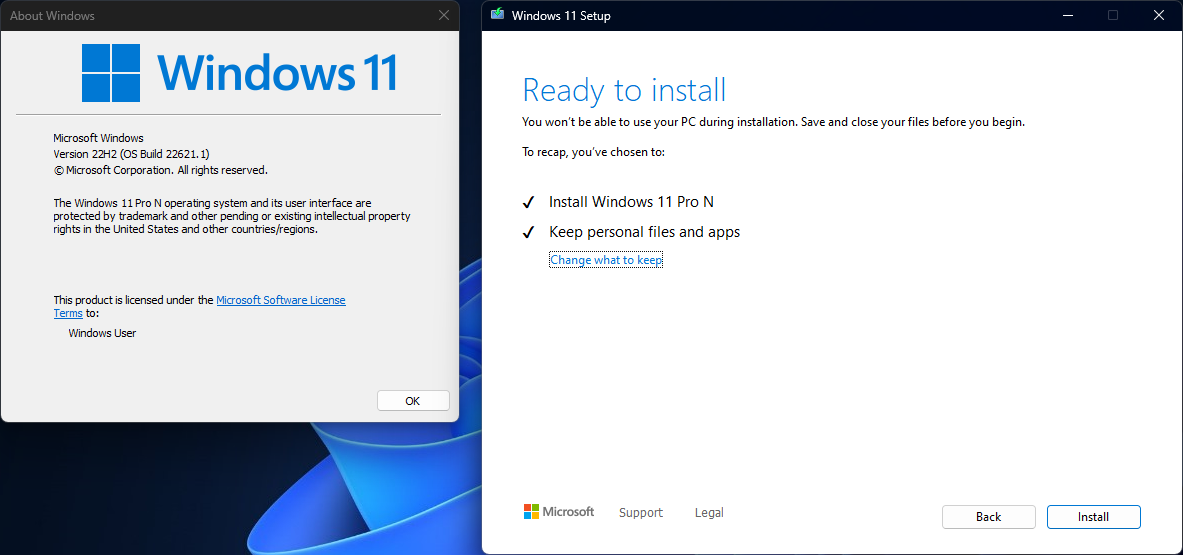 About Windows
Windows 11
Microsoft Windows
Version 22H2 (OS Build 22621.1)
© Microsoft Corporation. All rights reserved.
The Windows 11 Pro N operating system and its user interface are
protected by trademark and other pending or existing intellectual property
rights in the United States and other countries/regions.
This product is licensed under the Microsoft Software License
Terms to:
Windows User
OK
Windows 11 Setup
Ready to install
You won't be able to use your PC during installation. Save and close your files before you begin.
To recap, you've chosen to:
Install Windows 11 Pro N
Keep personal files and apps
Change what to keep
Microsoft Support Legal
Back Install